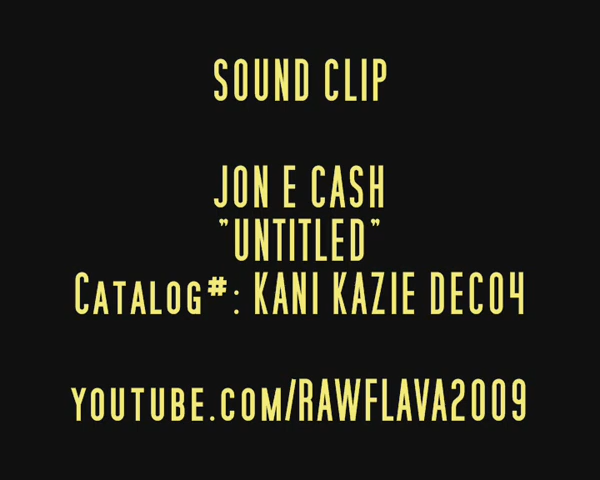 SOUND CLIP
JON E CASH
"UNTITLED"
CATALOG#: KANI KAZIE DEC04
YOUTUBE.COM/RAWFLAVA2009